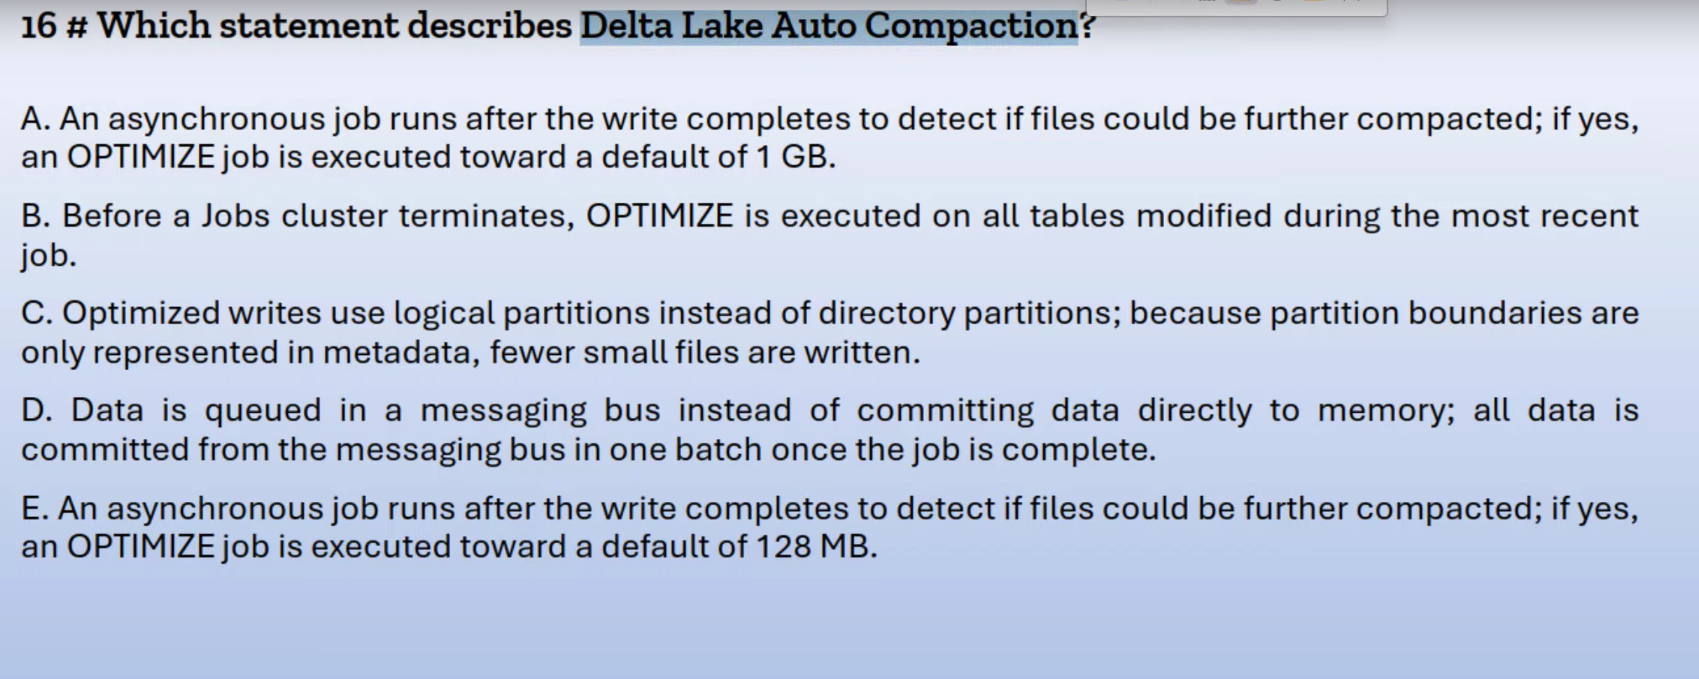 16 # Which statement describes Delta Lake Auto Compaction?
A. An asynchronous job runs after the write completes to detect if files could be further compacted; if yes,
an OPTIMIZE job is executed toward a default of 1 GB.
B. Before a Jobs cluster terminates, OPTIMIZE is executed on all tables modified during the most recent
job.
C. Optimized writes use logical partitions instead of directory partitions; because partition boundaries are
only represented in metadata, fewer small files are written.
D. Data is queued in a messaging bus instead of committing data directly to memory; all data is
committed from the messaging bus in one batch once the job is complete.
E. An asynchronous job runs after the write completes to detect if files could be further compacted; if yes,
an OPTIMIZE job is executed toward a default of 128 MB.